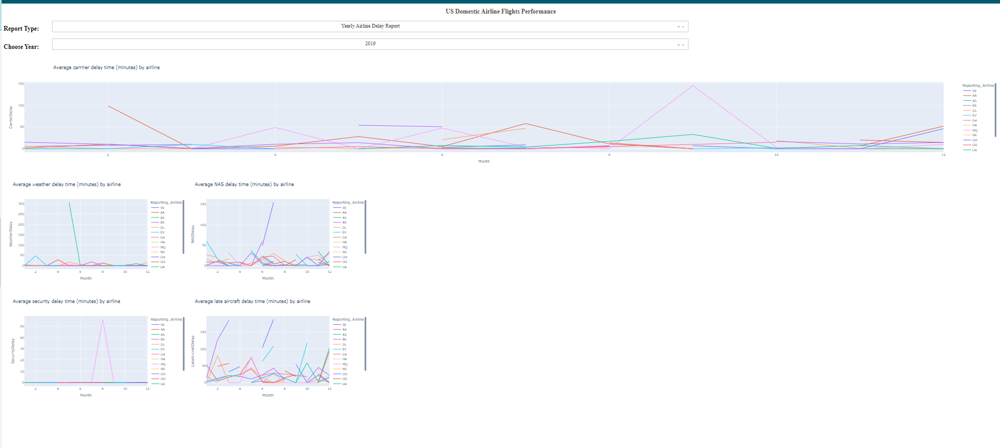 US Domestic Airline Flights Performance
Report Type:
Yearly Airline Delay Report
× 
Choose Year:
2019
× 
Average carrrier delay time (minutes) by airline
CarrierDelay
150
100
50
0
2
4
6
8
10
12
Month
Reporting_Airline
9E
AA
AS
B6
DL
EV
G4
HA
MQ
NK
OH
OO
UA
Average weather delay time (minutes) by airline
WeatherDelay
300
250
200
150
100
50
0
2
4
6
8
10
12
Month
Reporting_Airline
9E
AA
AS
B6
DL
EV
G4
HA
MQ
NK
OH
OO
UA
Average NAS delay time (minutes) by airline
NASDelay
150
100
50
0
2
4
6
8
10
12
Month
Reporting_Airline
9E
AA
AS
B6
DL
EV
G4
HA
MQ
NK
OH
OO
UA
Average security delay time (minutes) by airline
SecurityDelay
50
40
30
20
10
0
2
4
6
8
10
12
Month
Reporting_Airline
9E
AA
AS
B6
DL
EV
G4
HA
MQ
NK
OH
OO
UA
Average late aircraft delay time (minutes) by airline
LateAircraftDelay
150
100
50
0
2
4
6
8
10
12
Month
Reporting_Airline
9E
AA
AS
B6
DL
EV
G4
HA
MQ
NK
OH
OO
UA